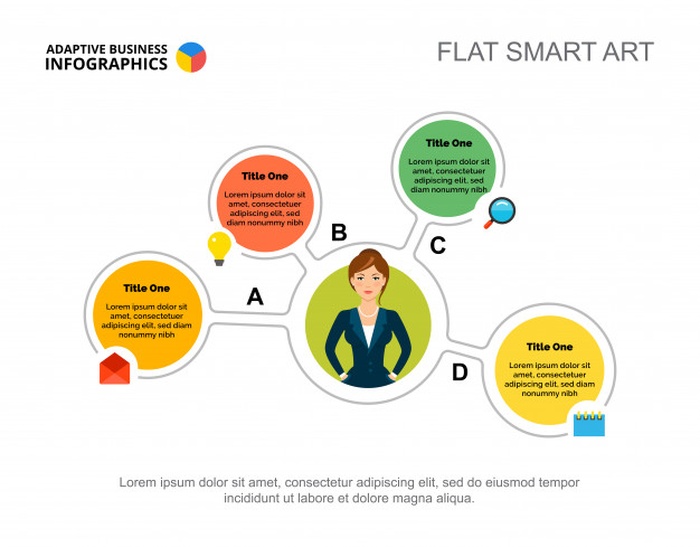 ADAPTIVE BUSINESS
INFOGRAPHICS
FLAT SMART ART
Title One
Lorem ipsum dolor sit
amet, consectetuer
adipiscing elit, sed diam
nonummy nibh
A
Title One
Lorem ipsum dolor sit
amet, consectetuer
adipiscing elit, sed
diam nonummy nibh
B
Title One
Lorem ipsum dolor sit
amet, consectetuer
adipiscing elit, sed
diam nonummy nibh
C
Title One
Lorem ipsum dolor sit
amet, consectetuer
adipiscing elit, sed diam
nonummy nibh
D
Lorem ipsum dolor sit amet, consectetur adipiscing elit, sed do eiusmod tempor
incididunt ut labore et dolore magna aliqua.